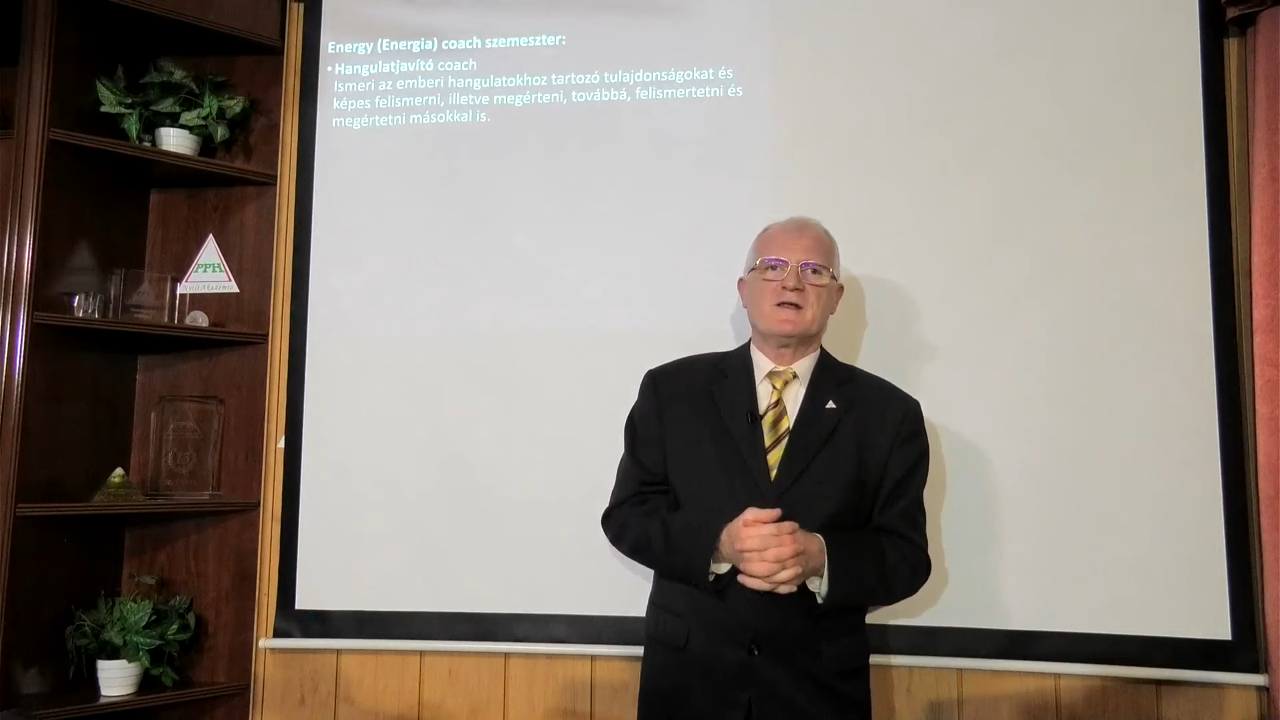 Energy (Energia) coach szemeszter:
• Hangulatjavító coach
Ismeri az emberi hangulatokhoz tartozó tulajdonságokat és
képes felismerni, illetve megérteni, továbbá, felismertetni és
megértetni másokkal is.
PPH